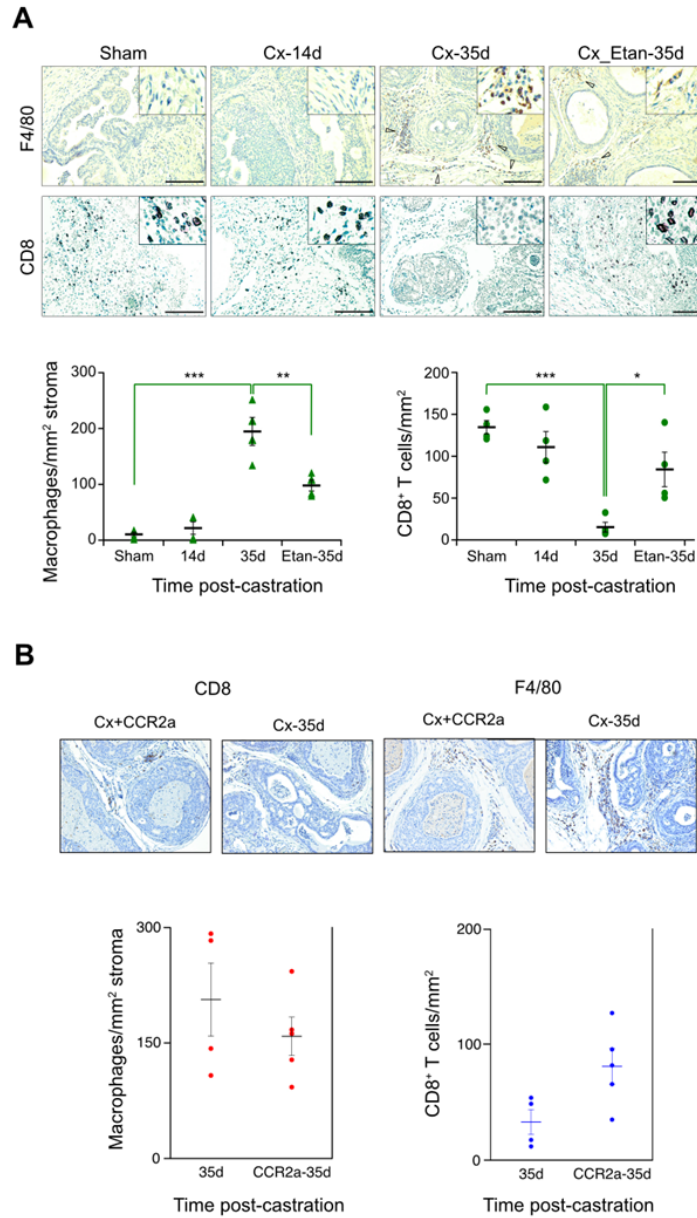 A
Sham Cx-14d Cx-35d Cx_Etan-35d
F4/80
CD8
Macrophages/mm² stroma
300
200
100
0
*** **
Sham 14d 35d Etan-35d
Time post-castration
CD8⁺ T cells/mm²
200
150
100
50
0
*** *
Sham 14d 35d Etan-35d
Time post-castration
B
CD8 F4/80
Cx+CCR2a Cx-35d Cx+CCR2a Cx-35d
Macrophages/mm² stroma
300
150
0
35d CCR2a-35d
Time post-castration
CD8⁺ T cells/mm²
200
100
0
35d CCR2a-35d
Time post-castration